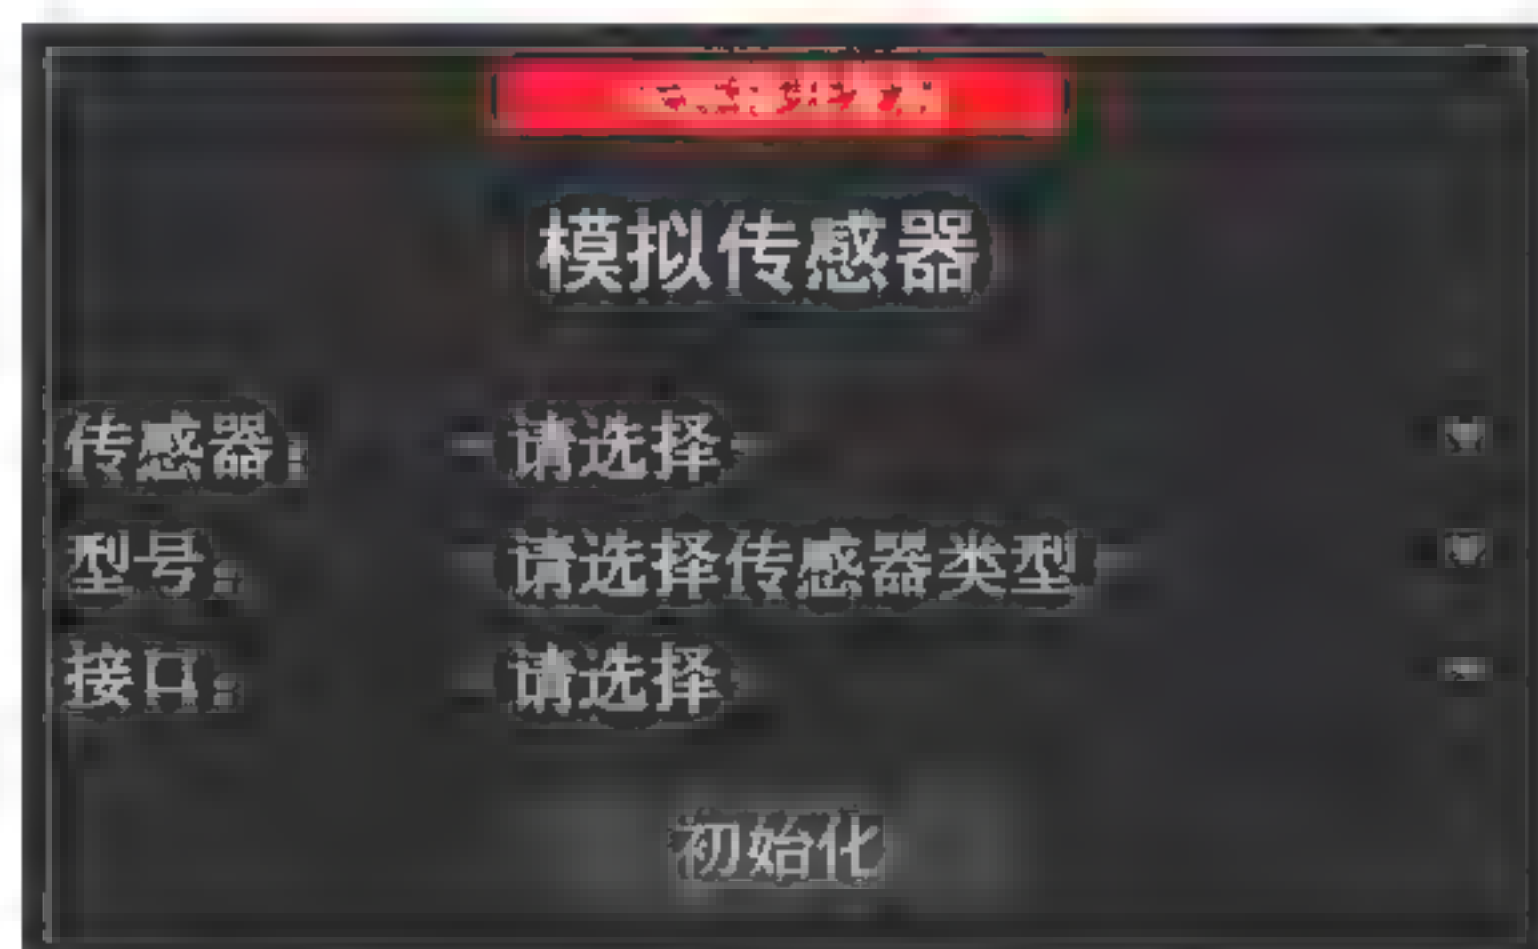 模拟传感器
传感器： 请选择
型号： 请选择传感器类型
接口： 请选择
初始化